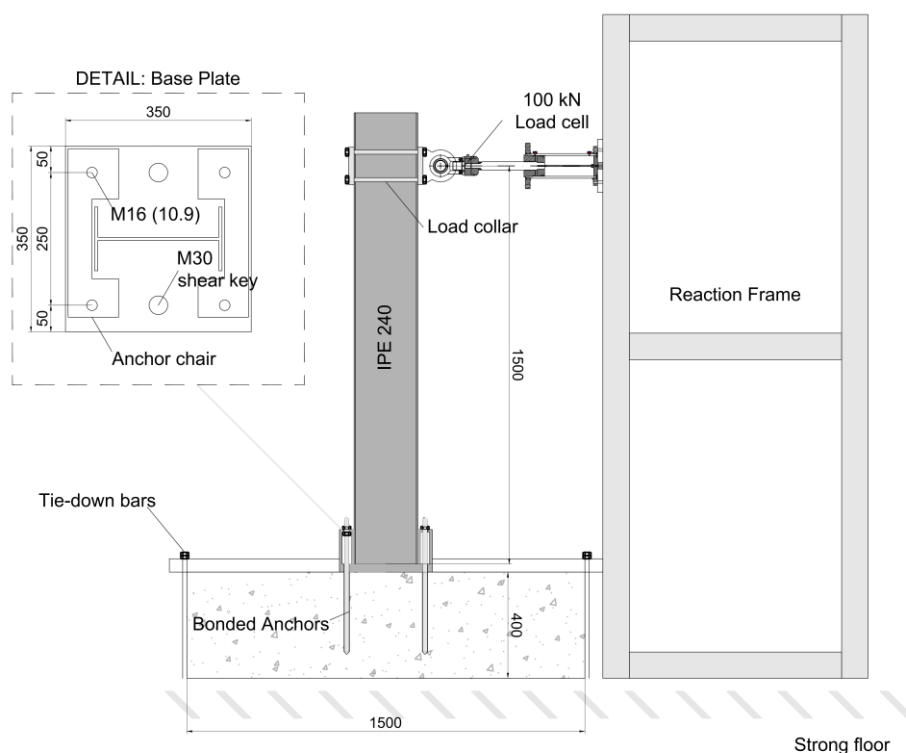 DETAIL: Base Plate
350
50
350
250
50
M16 (10.9)
M30
shear key
Anchor chair
100 kN
Load cell
Load collar
IPE 240
1500
Reaction Frame
Tie-down bars
Bonded Anchors
400
1500
Strong floor